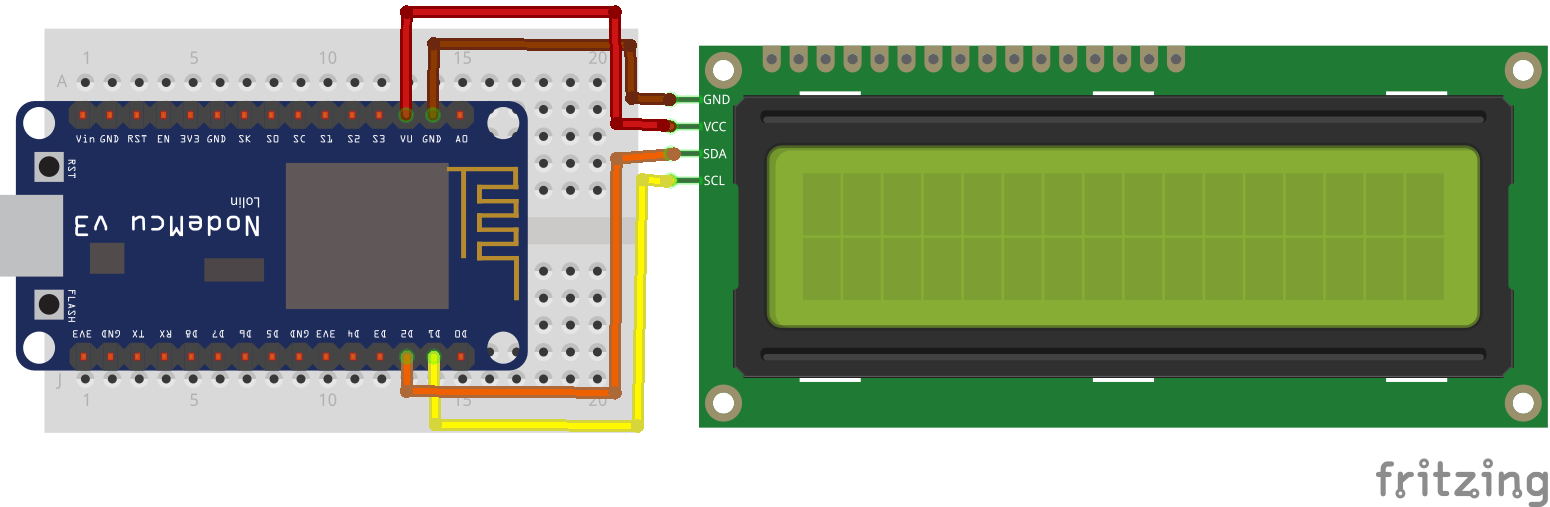 1 5 10 15 20
A
Vin GND RST EN 3V3 GND SK SO SC S1 S2 S3 VU GND AO
GND
VCC
SDA
SCL
RST
Lolin
NodeMcu v3
FLASH
3V3 GND TX RX D8 D7 D6 D5 GND 3V3 D4 D3 D2 D1 D0
J
1 5 10 15 20
fritzing